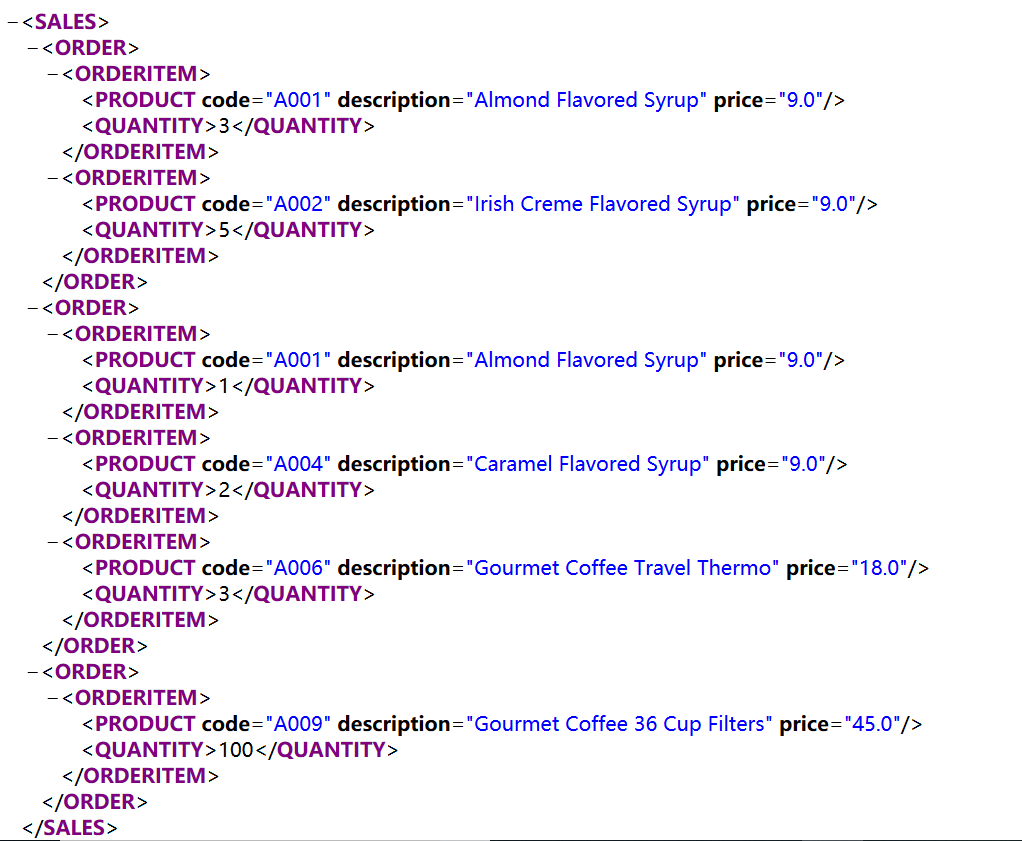 −<SALES>
−<ORDER>
−<ORDERITEM>
<PRODUCT code="A001" description="Almond Flavored Syrup" price="9.0"/>
<QUANTITY>3</QUANTITY>
</ORDERITEM>
−<ORDERITEM>
<PRODUCT code="A002" description="Irish Creme Flavored Syrup" price="9.0"/>
<QUANTITY>5</QUANTITY>
</ORDERITEM>
</ORDER>
−<ORDER>
−<ORDERITEM>
<PRODUCT code="A001" description="Almond Flavored Syrup" price="9.0"/>
<QUANTITY>1</QUANTITY>
</ORDERITEM>
−<ORDERITEM>
<PRODUCT code="A004" description="Caramel Flavored Syrup" price="9.0"/>
<QUANTITY>2</QUANTITY>
</ORDERITEM>
−<ORDERITEM>
<PRODUCT code="A006" description="Gourmet Coffee Travel Thermo" price="18.0"/>
<QUANTITY>3</QUANTITY>
</ORDERITEM>
</ORDER>
−<ORDER>
−<ORDERITEM>
<PRODUCT code="A009" description="Gourmet Coffee 36 Cup Filters" price="45.0"/>
<QUANTITY>100</QUANTITY>
</ORDERITEM>
</ORDER>
</SALES>